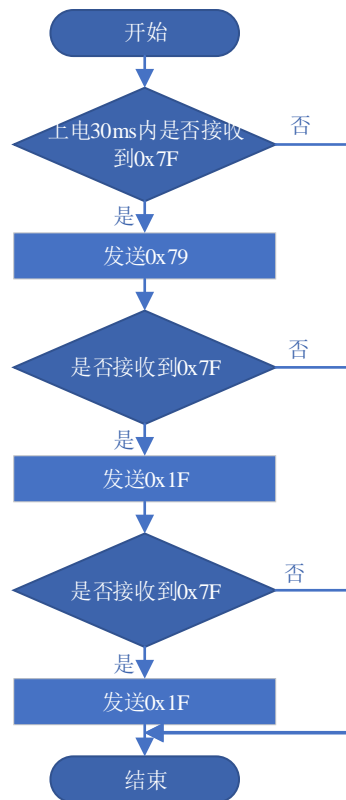 开始
上电30ms内是否接收
到0x7F
否
是
发送0x79
是否接收到0x7F
否
是
发送0x1F
是否接收到0x7F
否
是
发送0x1F
结束